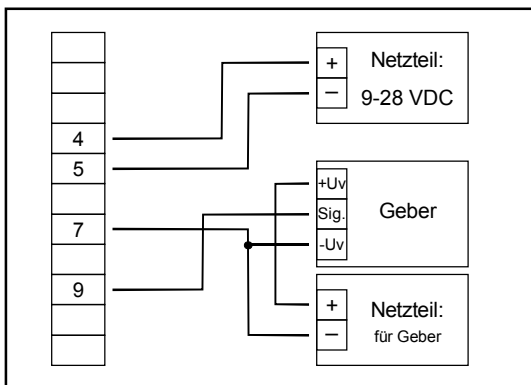 4
5
7
9
+
–
Netzteil:
9-28 VDC
+Uv
Sig.
-Uv
Geber
+
–
Netzteil:
für Geber